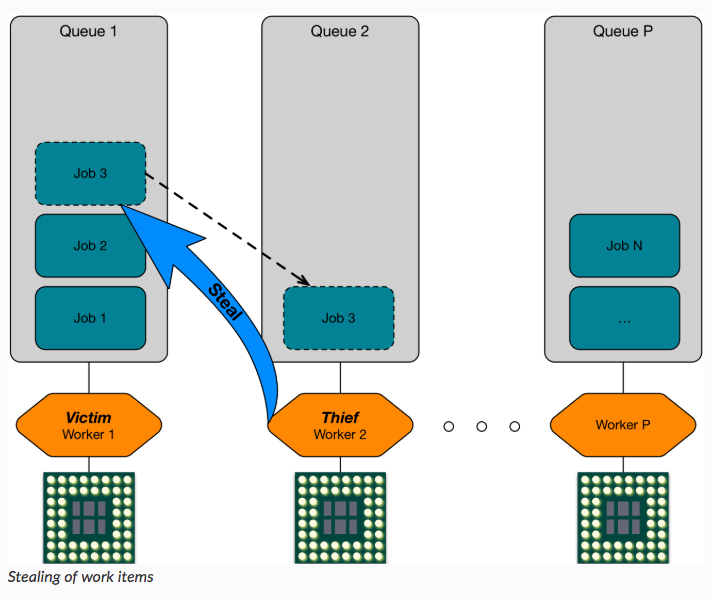 Queue 1
Queue 2
Queue P
Job 3
Job 2
Job N
Steal
Job 1
Job 3
...
Victim
Worker 1
Thief
Worker 2
Worker P
Stealing of work items